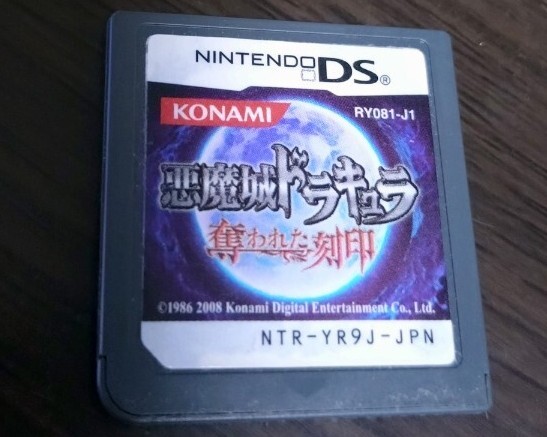 NINTENDO DS®
KONAMI
RY081-J1
悪魔城ドラキュラ
奪われた刻印
©1986 2008 Konami Digital Entertainment Co., Ltd.
NTR-YR9J-JPN